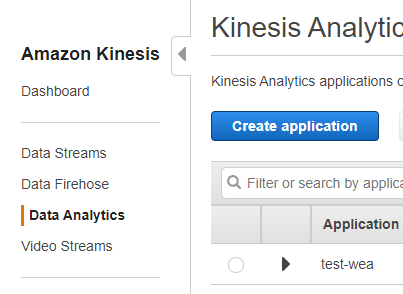 Amazon Kinesis
Dashboard
Data Streams
Data Firehose
Data Analytics
Video Streams
Kinesis Analytic
Kinesis Analytics applications
Create application
Filter or search by applica
Application
test-wea